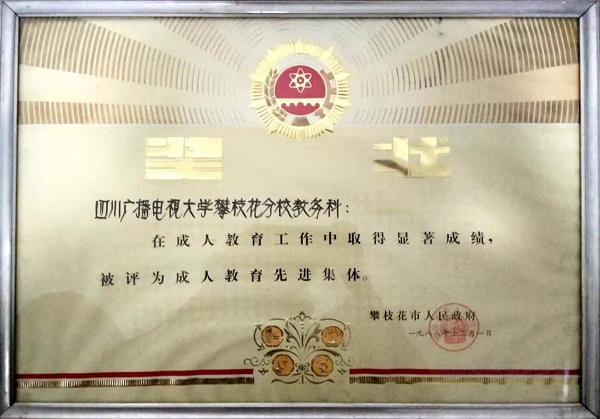 四川广播电视大学攀枝花分校教务科：
在成人教育工作中取得显著成绩，
被评为成人教育先进集体。
攀枝花市人民政府